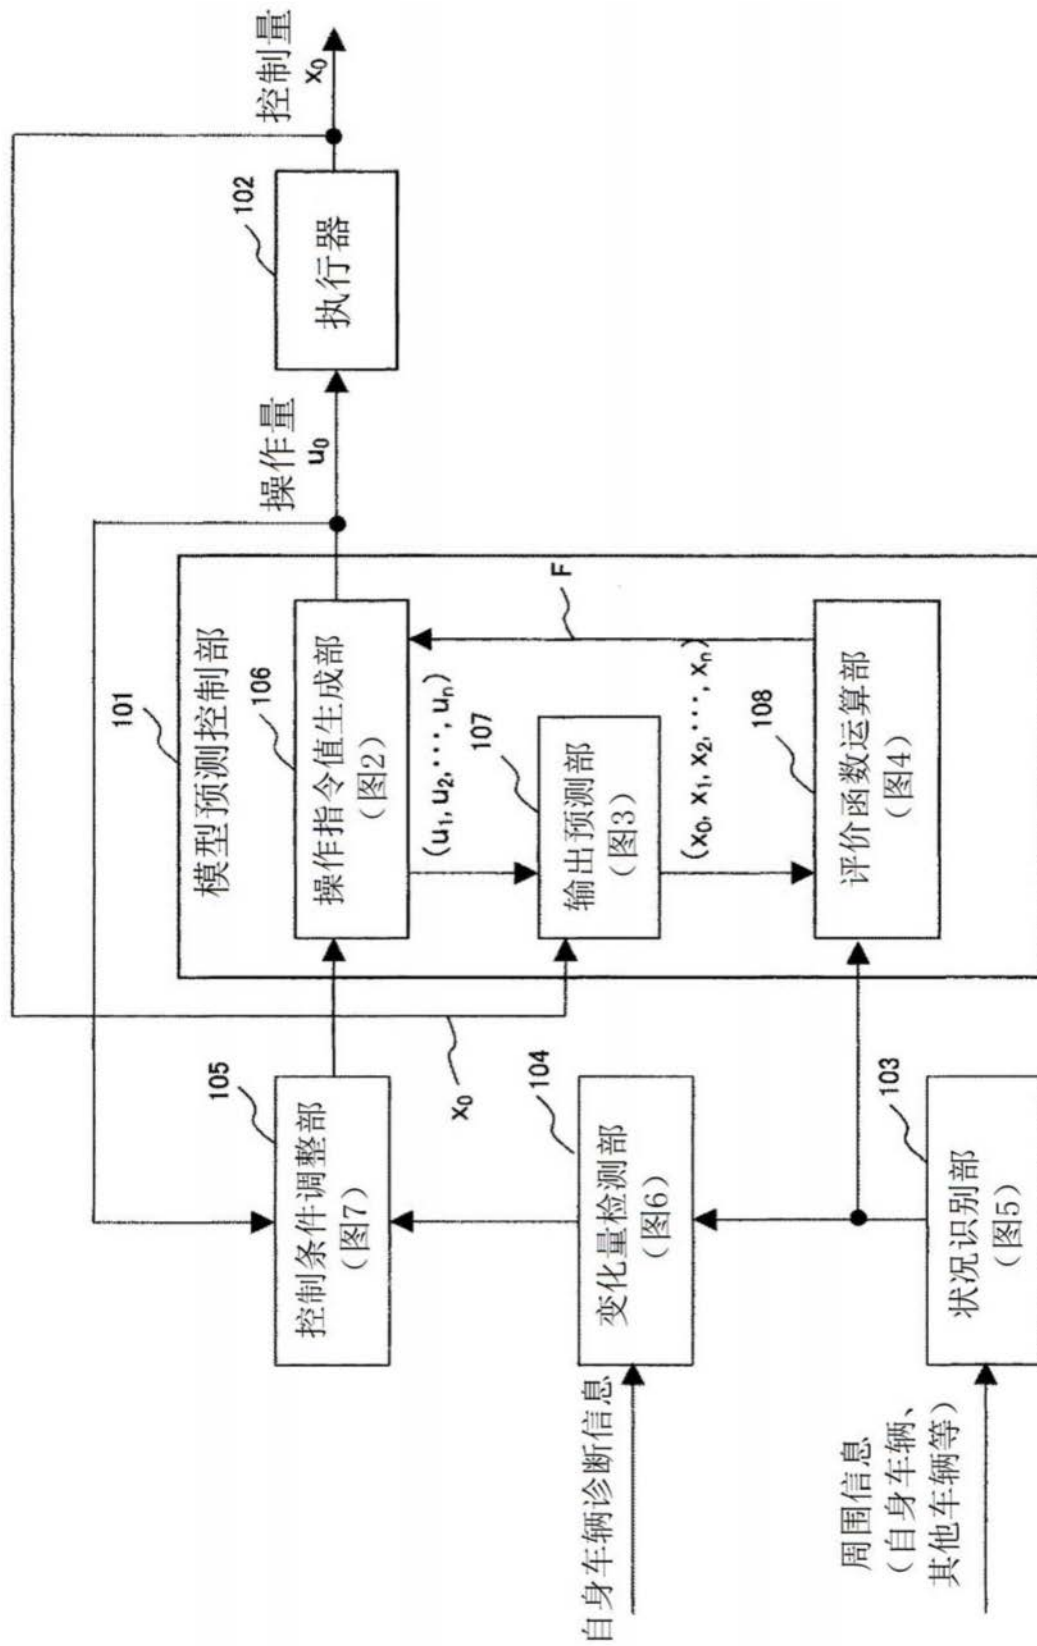 控制量
x₀
102
执行器
操作量
u₀
101
模型预测控制部
106
操作指令值生成部
(图2)
(u₁, u₂, ···, uₙ)
F
107
输出预测部
(图3)
(x₀, x₁, x₂, ···, xₙ)
108
评价函数运算部
(图4)
x₀
105
控制条件调整部
(图7)
104
变化量检测部
(图6)
103
状况识别部
(图5)
自身车辆诊断信息
周围信息
(自身车辆、
其他车辆等)